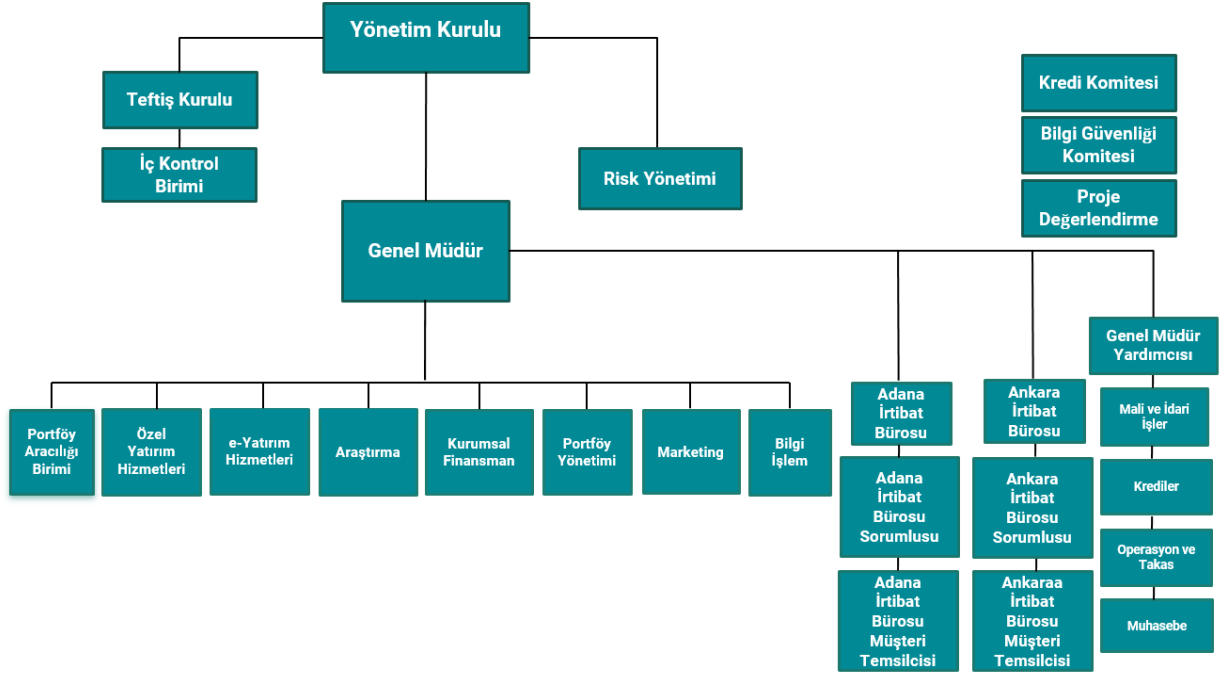 Yönetim Kurulu
Teftiş Kurulu
İç Kontrol
Birimi
Risk Yönetimi
Kredi Komitesi
Bilgi Güvenliği
Komitesi
Proje
Değerlendirme
Genel Müdür
Portföy
Aracılığı
Birimi
Özel
Yatırım
Hizmetleri
e-Yatırım
Hizmetleri
Araştırma
Kurumsal
Finansman
Portföy
Yönetimi
Marketing
Bilgi
İşlem
Adana
İrtibat
Bürosu
Adana
İrtibat
Bürosu
Sorumlusu
Adana
İrtibat
Bürosu
Müşteri
Temsilcisi
Ankara
İrtibat
Bürosu
Ankara
İrtibat
Bürosu
Sorumlusu
Ankaraa
İrtibat
Bürosu
Müşteri
Temsilcisi
Genel Müdür
Yardımcısı
Mali ve İdari
İşler
Krediler
Operasyon ve
Takas
Muhasebe